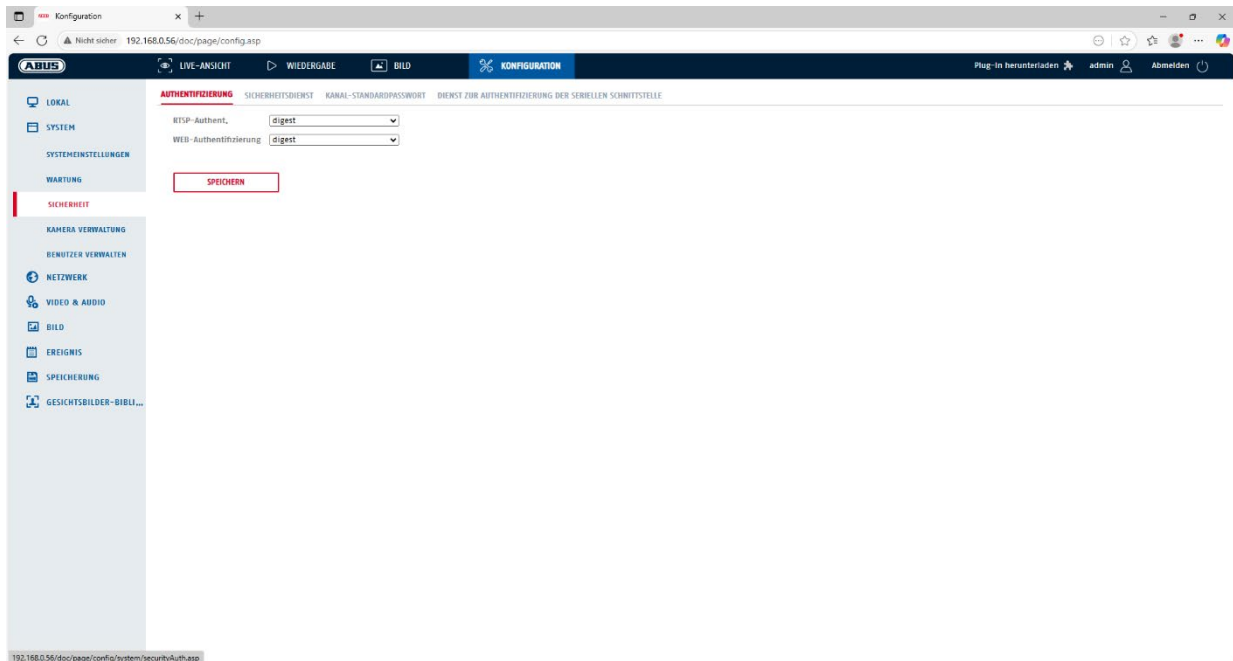 Konfiguration
Nicht sicher 192.168.0.56/doc/page/config.asp
ABUS LIVE-ANSICHT WIEDERGABE BILD KONFIGURATION Plug-In herunterladen admin Abmelden
AUTHENTIFIZIERUNG SICHERHEITSDIENST KANAL-STANDARDPASSWORT DIENST ZUR AUTHENTIFIZIERUNG DER SERIELLEN SCHNITTSTELLE
LOKAL
SYSTEM
SYSTEMEINSTELLUNGEN
WARTUNG
SICHERHEIT
KAMERA VERWALTUNG
BENUTZER VERWALTEN
NETZWERK
VIDEO & AUDIO
BILD
EREIGNIS
SPEICHERUNG
GESICHTSBILDER-BIBLI...
RTSP-Authent. digest
WEB-Authentifizierung digest
SPEICHERN
192.168.0.56/doc/page/config/system/securityAuth.asp